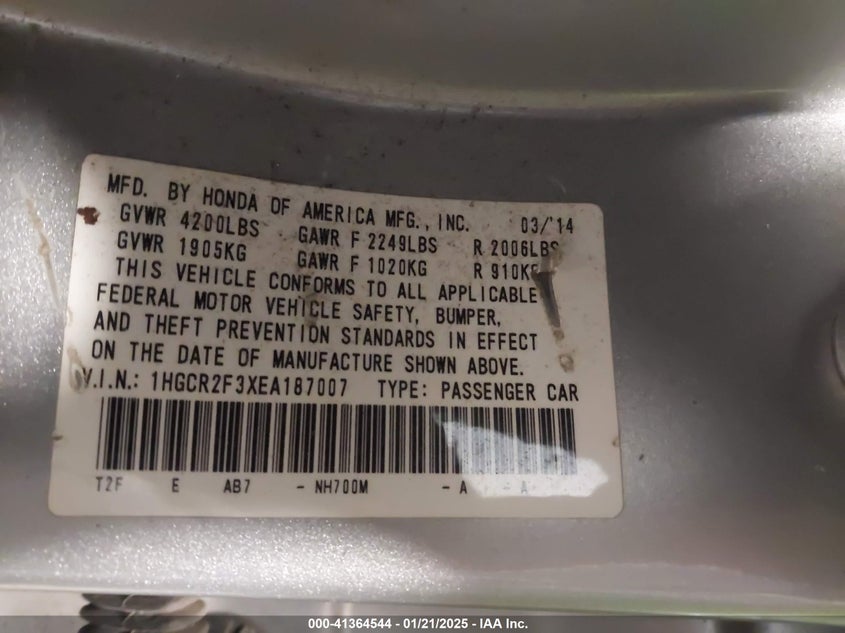 MFD. BY HONDA OF AMERICA MFG., INC. 03/'14
GVWR 4200LBS GAWR F 2249LBS R 2006LBS
GVWR 1905KG GAWR F 1020KG R 910KG
THIS VEHICLE CONFORMS TO ALL APPLICABLE
FEDERAL MOTOR VEHICLE SAFETY, BUMPER,
AND THEFT PREVENTION STANDARDS IN EFFECT
ON THE DATE OF MANUFACTURE SHOWN ABOVE.
V.I.N.: 1HGCR2F3XEA187007 TYPE: PASSENGER CAR
T2F E AB7 - NH700M - A - A
000-41364544 - 01/21/2025 - IAA Inc.